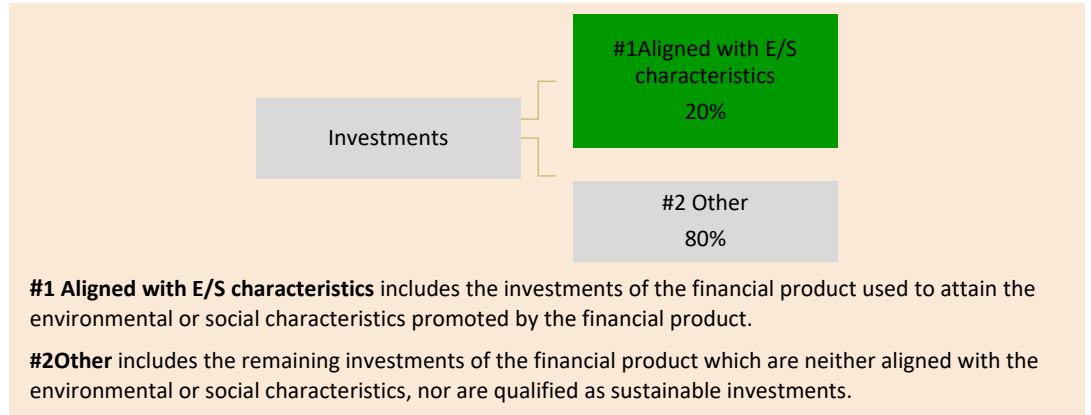 #1Aligned with E/S
characteristics
20%
Investments
#2 Other
80%
#1 Aligned with E/S characteristics includes the investments of the financial product used to attain the
environmental or social characteristics promoted by the financial product.
#2Other includes the remaining investments of the financial product which are neither aligned with the
environmental or social characteristics, nor are qualified as sustainable investments.